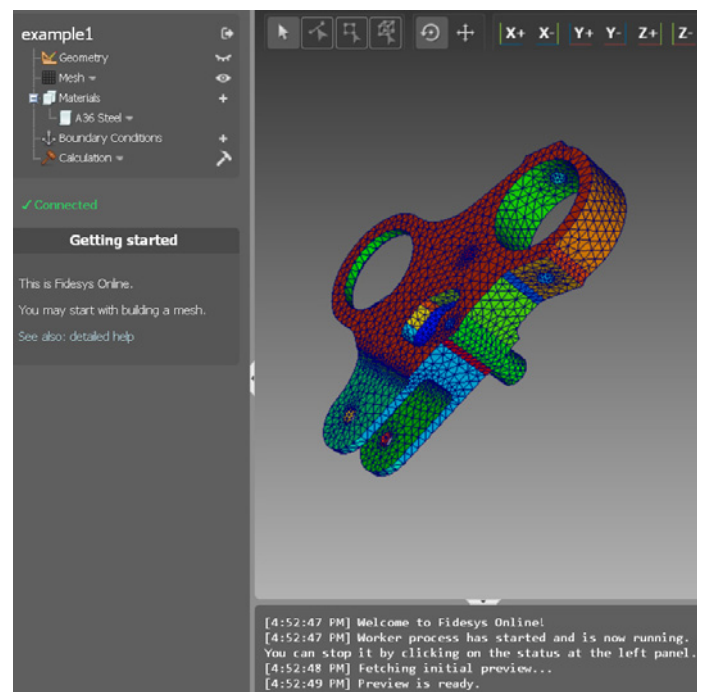 example1
Geometry
Mesh
Materials
A36 Steel
Boundary Conditions
Calculation
✓ Connected
Getting started
This is Fidesys Online.
You may start with building a mesh.
See also: detailed help
X+ X- Y+ Y- Z+ Z-
[4:52:47 PM] Welcome to Fidesys Online!
[4:52:47 PM] Worker process has started and is now running.
You can stop it by clicking on the status at the left panel.
[4:52:48 PM] Fetching initial preview...
[4:52:49 PM] Preview is ready.